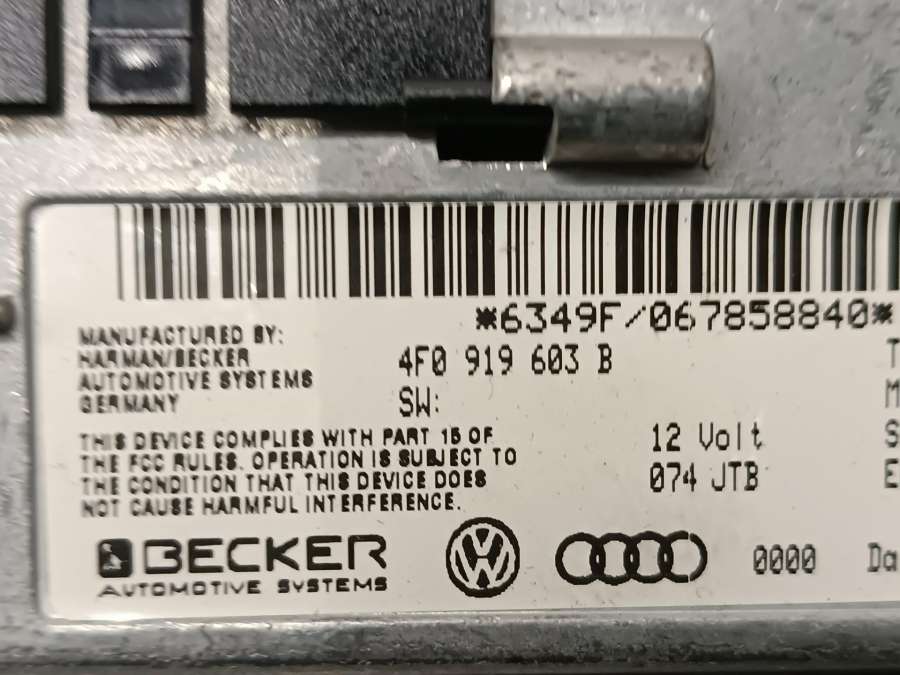 *6349F/067858840*
MANUFACTURED BY:
HARMAN/BECKER
AUTOMOTIVE SYSTEMS
GERMANY
4F0 919 603 B
SW:
THIS DEVICE COMPLIES WITH PART 15 OF
THE FCC RULES. OPERATION IS SUBJECT TO
THE CONDITION THAT THIS DEVICE DOES
NOT CAUSE HARMFUL INTERFERENCE.
12 Volt
074 JTB
BECKER
AUTOMOTIVE SYSTEMS
VW
0000